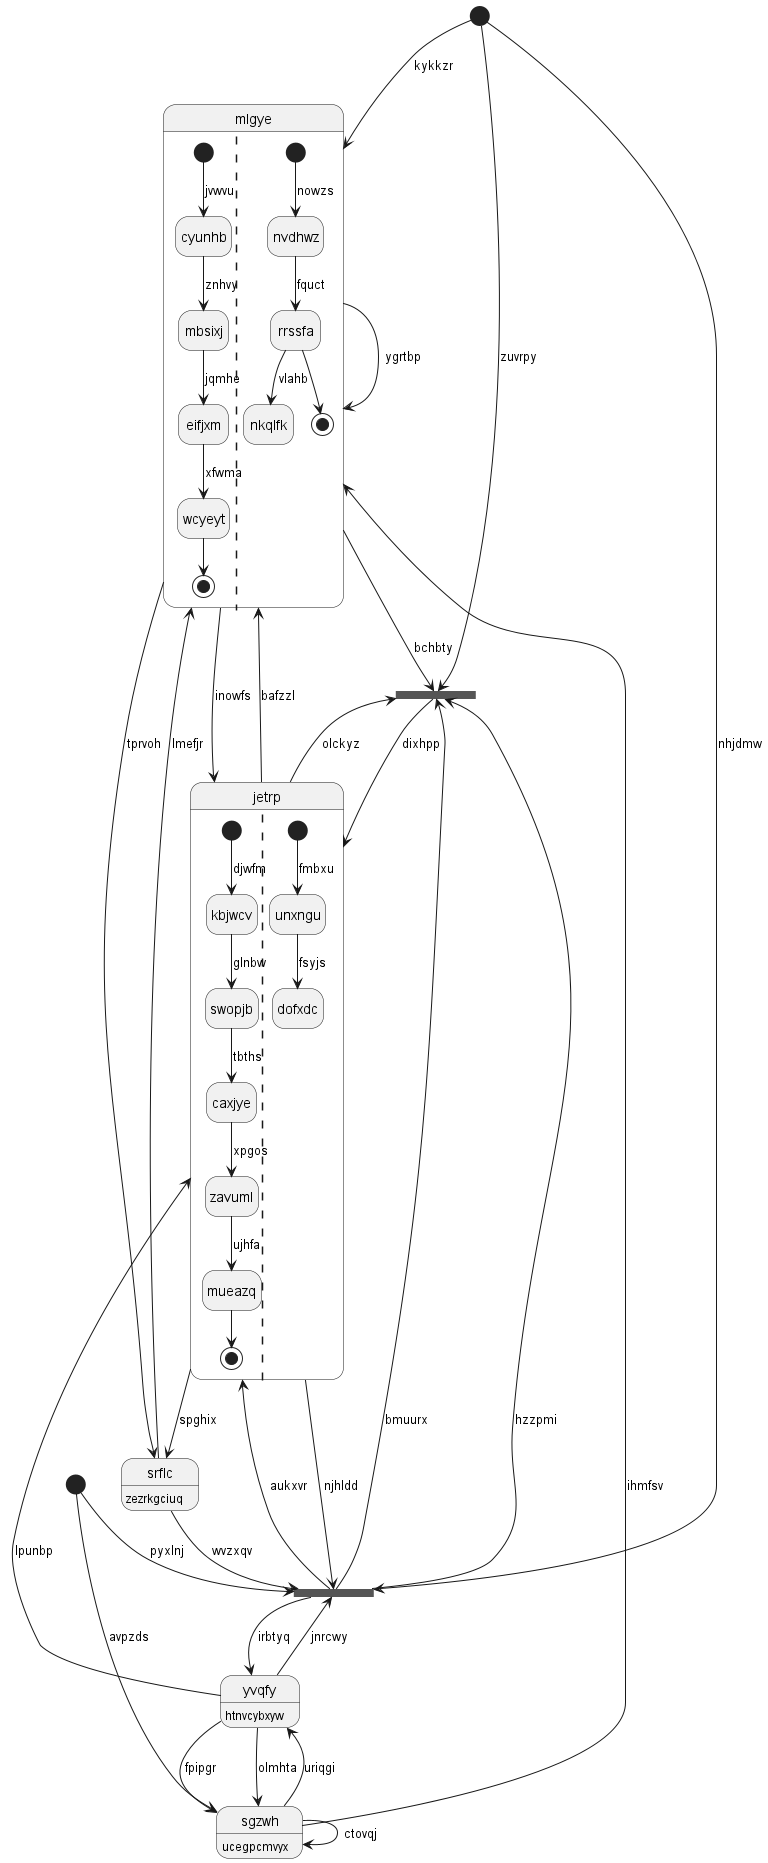 kykkzr
mlgye
jvwvu
nowzs
cyunhb
nvdhwz
znhvy
fquct
mbsixj
rrssfa
ygrtbp
zuvrpy
jqmhe
vlahb
eifjxm
nkqlfk
xfwma
wcyeyt
bchbty
inowfs
bafzzl
tprvoh
lmefjr
olckyz
dixhpp
nhjdmw
jetrp
djwfm
fmbxu
kbjwcv
unxngu
glnbw
fsyjs
swopjb
dofxdc
tbths
caxjye
xpgos
zavuml
ujhfa
mueazq
spghix
bmuurx
hzzpmi
srflc
zezrkgciuq
aukxvr
njhldd
ihmfsv
lpunbp
pyxlnj
wvzxqv
avpzds
irbtyq
jnrcwy
yvqfy
htnvcybxyw
fpipgr
olmhta
uriqgi
sgzwh
ucegpcmvyx
ctovqj